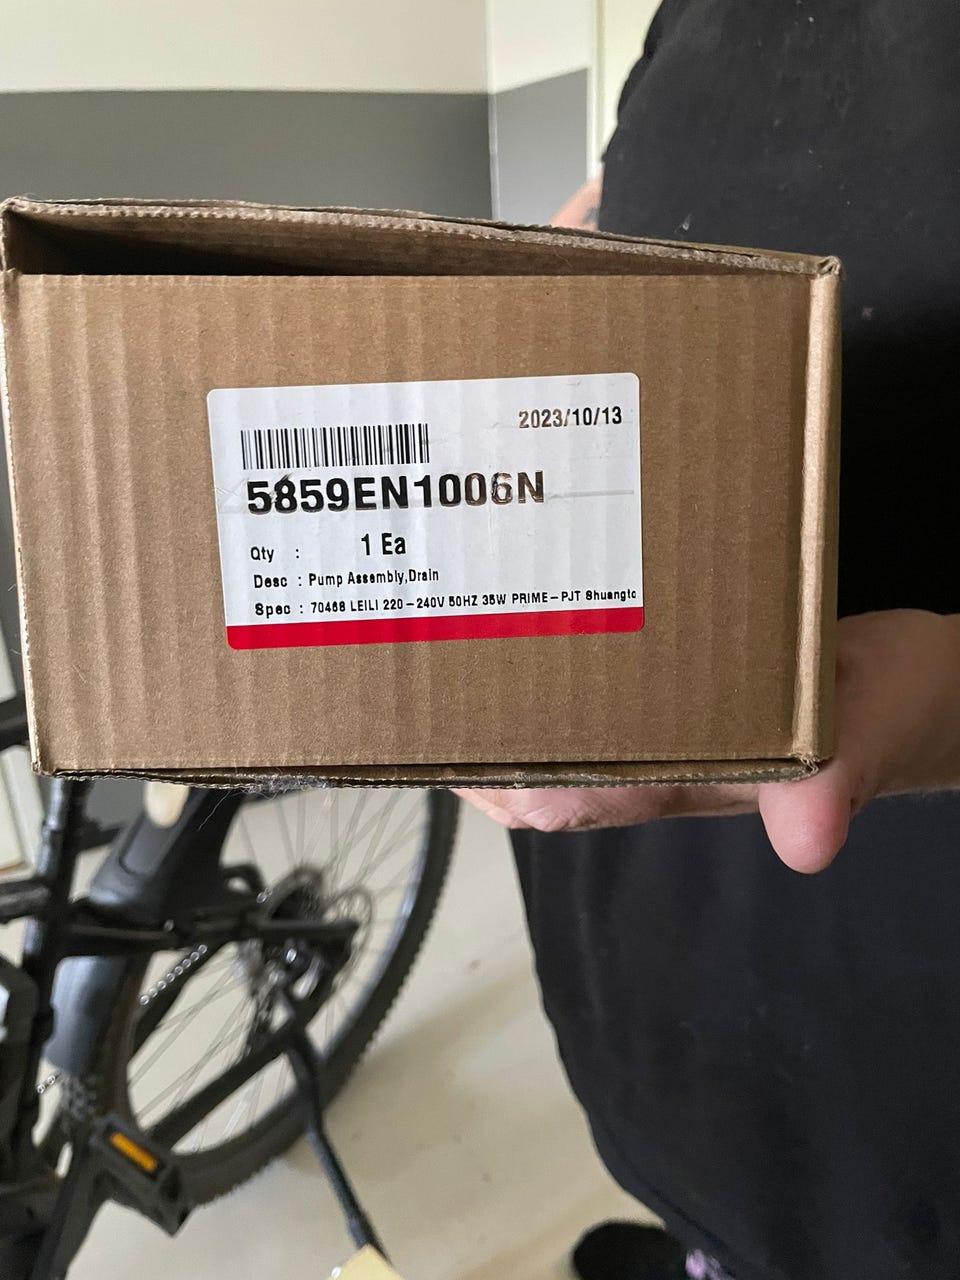 2023/10/13
5859EN1006N
Qty : 1 Ea
Desc : Pump Assembly,Drain
Spec : 70468 LEILI 220-240V 50HZ 35W PRIME-PJT Shuangtc